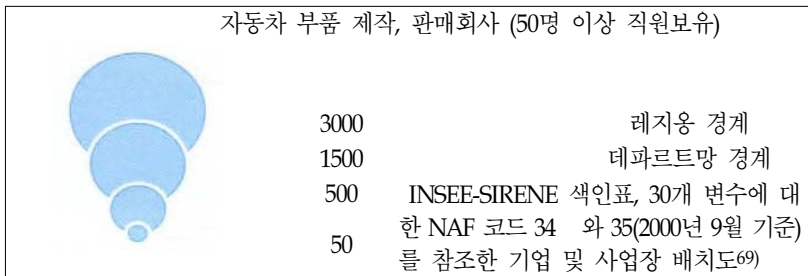 자동차 부품 제작, 판매회사 (50명 이상 직원보유)
3000 레지옹 경계
1500 데파르트망 경계
500 INSEE-SIRENE 색인표, 30개 변수에 대
한 NAF 코드 34 와 35(2000년 9월 기준)
50
를 참조한 기업 및 사업장 배치도69)